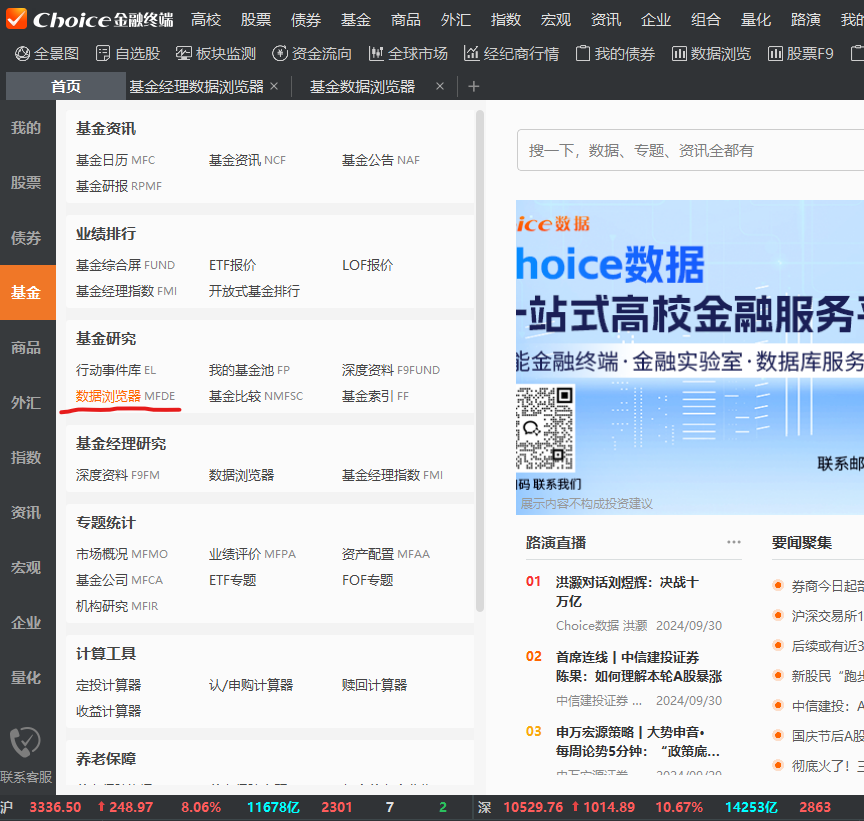 Choice金融终端 高校 股票 债券 基金 商品 外汇 指数 宏观 资讯 企业 组合 量化 路演 我的
全景图 自选股 板块监测 资金流向 全球市场 经纪商行情 我的债券 数据浏览 股票F9
首页 基金经理数据浏览器 × 基金数据浏览器 × +
我的
股票
债券
基金
商品
外汇
指数
资讯
宏观
企业
量化
联系客服
基金资讯
基金日历 MFC 基金资讯 NCF 基金公告 NAF
基金研报 RPMF
业绩排行
基金综合屏 FUND ETF报价 LOF报价
基金经理指数 FMI 开放式基金排行
基金研究
行动事件库 EL 我的基金池 FP 深度资料 F9FUND
数据浏览器 MFDE 基金比较 NMFSC 基金索引 FF
基金经理研究
深度资料 F9FM 数据浏览器 基金经理指数 FMI
专题统计
市场概况 MFMO 业绩评价 MFPA 资产配置 MFAA
基金公司 MFCA ETF专题 FOF专题
机构研究 MFIR
计算工具
定投计算器 认/申购计算器 赎回计算器
收益计算器
养老保障
搜一下，数据、专题、资讯全都有
oice数据
hoice数据
一站式高校金融服务平
能金融终端·金融实验室·数据库服务
码 联系我们
联系邮
展示内容不构成投资建议
路演直播 ···
01 洪灏对话刘煜辉：决战十
万亿
Choice数据 洪灏 2024/09/30
02 首席连线丨中信建投证券
陈果：如何理解本轮A股暴涨
中信建投证券 ... 2024/09/30
03 申万宏源策略丨大势申音·
每周论势5分钟：“政策底...
申万宏源证券 2024/09/29
要闻聚集
券商今日起部
沪深交易所1
后续或有近3
新股民“跑步
中信建投：A
国庆节后A股
彻底火了！三
沪 3336.50 ↑248.97 8.06% 11678亿 2301 7 2 深 10529.76 ↑1014.89 10.67% 14253亿 2863